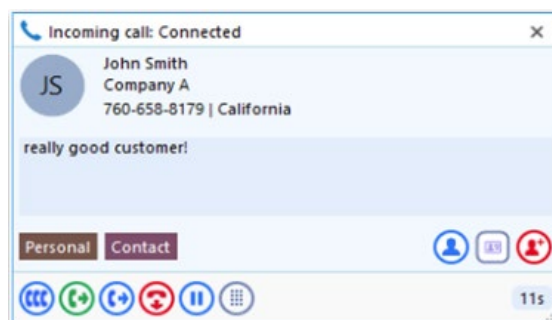 Incoming call: Connected
John Smith
JS
Company A
760-658-8179 | California
really good customer!
Personal Contact
11s